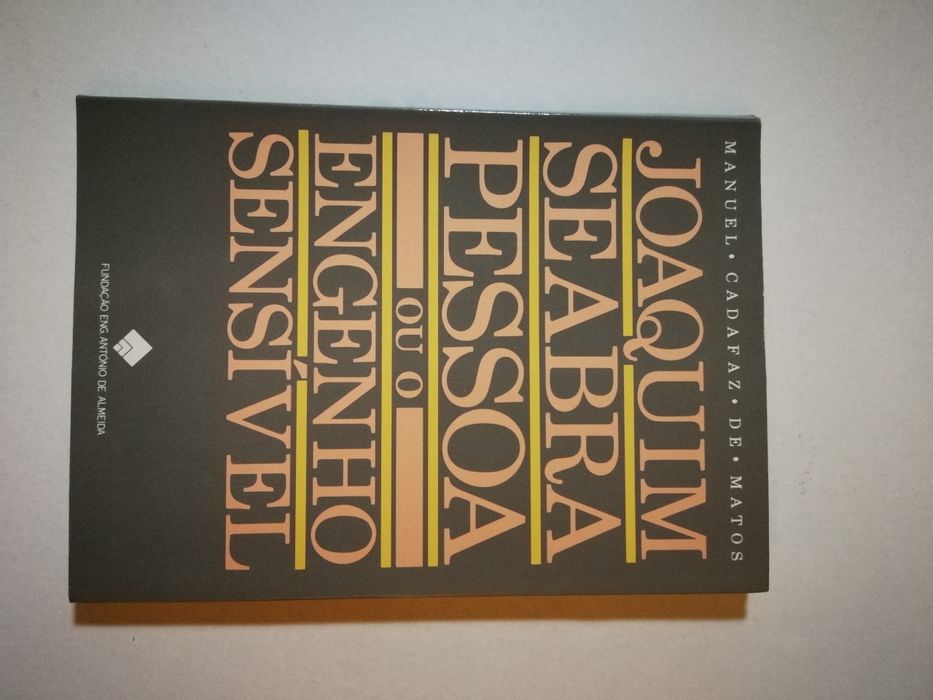 MANUEL • CADAFAZ • DE • MATOS
JOAQUIM
SEABRA
PESSOA
OU O
ENGENHO
SENSÍVEL
FUNDAÇÃO ENG. ANTÓNIO DE ALMEIDA